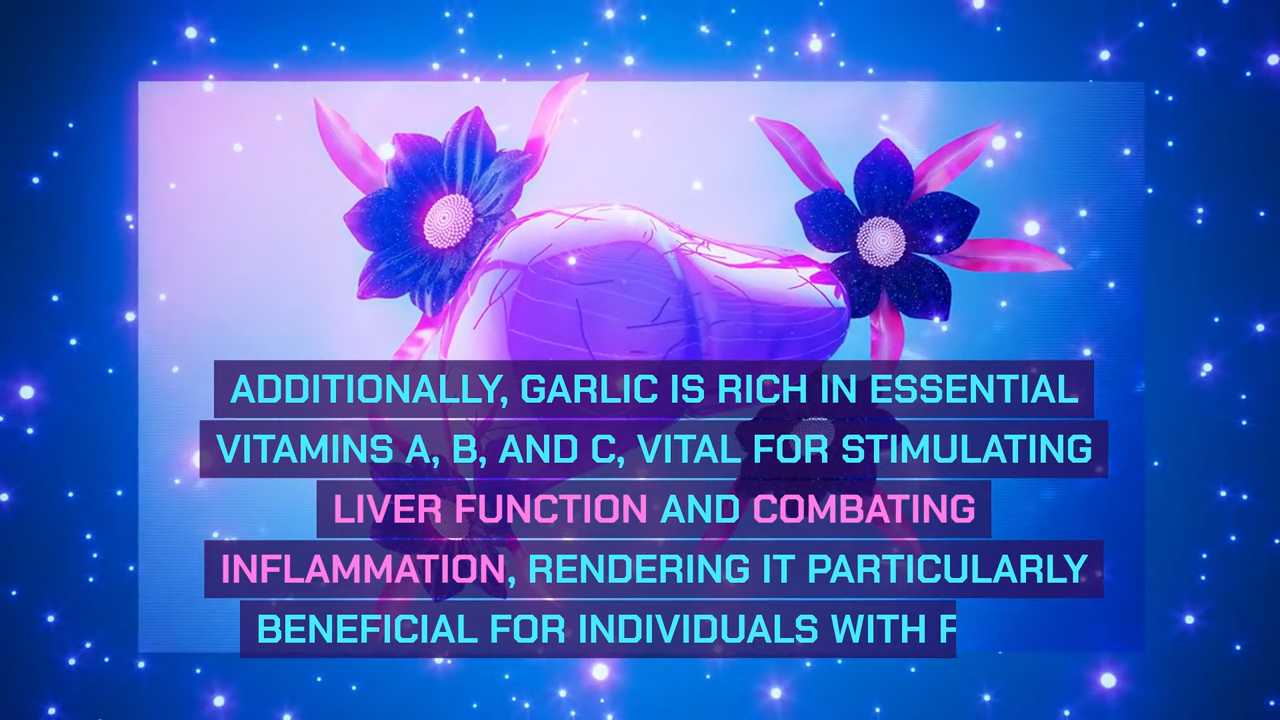 ADDITIONALLY, GARLIC IS RICH IN ESSENTIAL
VITAMINS A, B, AND C, VITAL FOR STIMULATING
LIVER FUNCTION AND COMBATING
INFLAMMATION, RENDERING IT PARTICULARLY
BENEFICIAL FOR INDIVIDUALS WITH